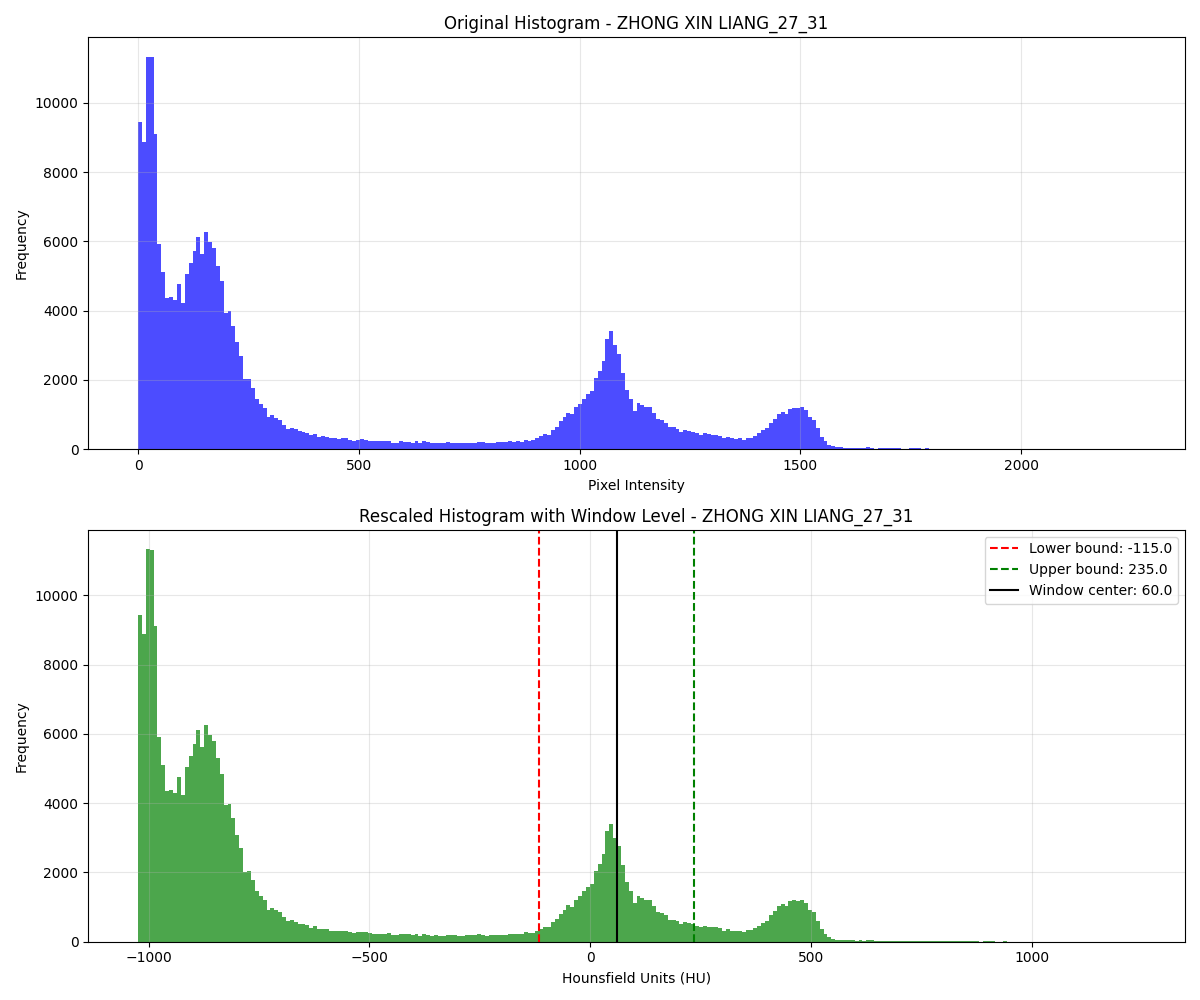 Original Histogram - ZHONG XIN LIANG_27_31
Frequency
10000
8000
6000
4000
2000
0
0 500 1000 1500 2000
Pixel Intensity
Rescaled Histogram with Window Level - ZHONG XIN LIANG_27_31
Lower bound: -115.0
Upper bound: 235.0
Window center: 60.0
Frequency
10000
8000
6000
4000
2000
0
−1000 −500 0 500 1000
Hounsfield Units (HU)